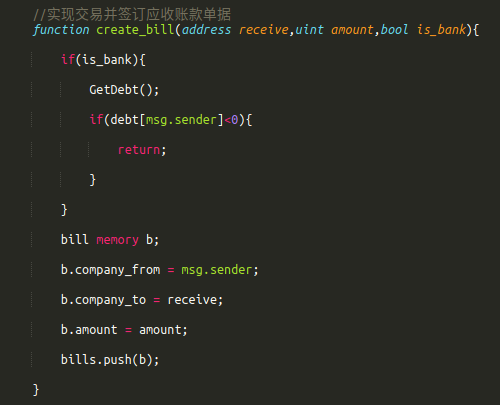 //实现交易并签订应收账款单据
function create_bill(address receive,uint amount,bool is_bank){
if(is_bank){
GetDebt();
if(debt[msg.sender]<0){
return;
}
}
bill memory b;
b.company_from = msg.sender;
b.company_to = receive;
b.amount = amount;
bills.push(b);
}